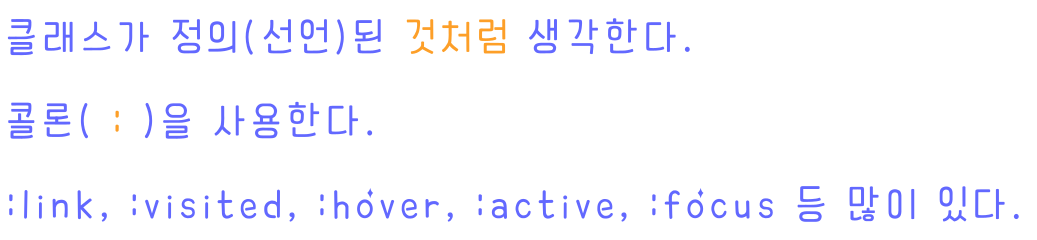 클래스가 정의(선언)된 것처럼 생각한다.
콜론( : )을 사용한다.
:link, :visited, :hover, :active, :focus 등 많이 있다.